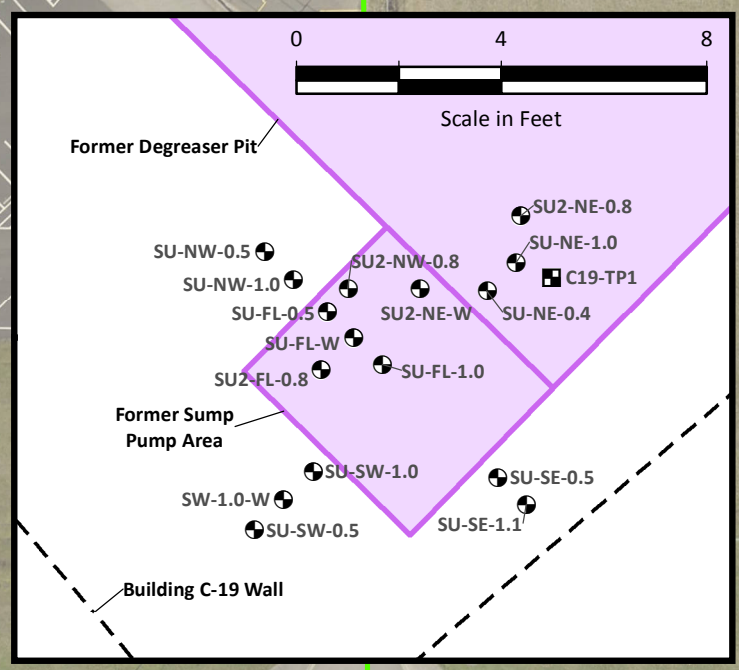 0 4 8
Scale in Feet
Former Degreaser Pit
SU2-NE-0.8
SU-NE-1.0
SU-NW-0.5
SU2-NW-0.8
C19-TP1
SU-NW-1.0
SU-FL-0.5
SU2-NE-W
SU-NE-0.4
SU-FL-W
SU-FL-1.0
SU2-FL-0.8
Former Sump
Pump Area
SU-SW-1.0
SU-SE-0.5
SW-1.0-W
SU-SE-1.1
SU-SW-0.5
Building C-19 Wall